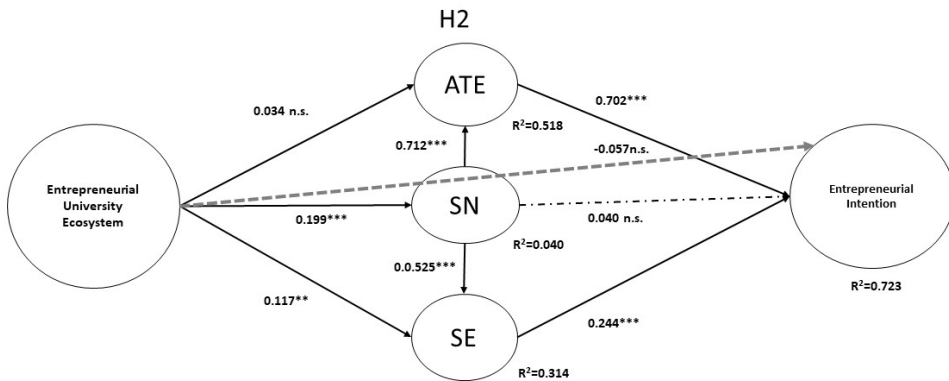 H2
ATE
0.034 n.s.
0.702***
R²=0.518
0.712***
-0.057n.s.
Entrepreneurial
University
Ecosystem
SN
Entrepreneurial
Intention
0.199***
0.040 n.s.
R²=0.040
0.0.525***
R²=0.723
0.117**
0.244***
SE
R²=0.314